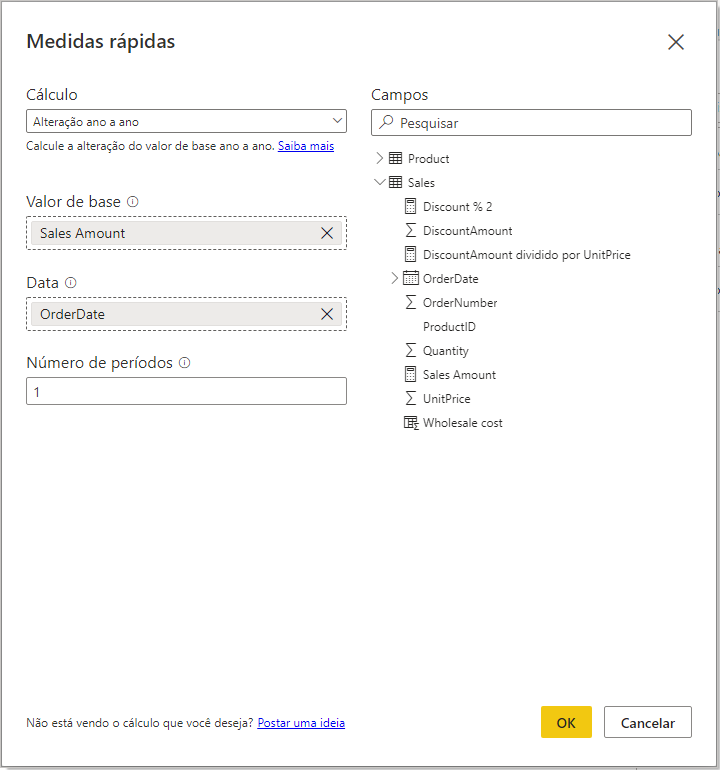 Medidas rápidas
Cálculo
Alteração ano a ano
Calcule a alteração do valor de base ano a ano. Saiba mais
Valor de base
Sales Amount
Data
OrderDate
Número de períodos
1
Campos
Pesquisar
Product
Sales
Discount % 2
DiscountAmount
DiscountAmount dividido por UnitPrice
OrderDate
OrderNumber
ProductID
Quantity
Sales Amount
UnitPrice
Wholesale cost
Não está vendo o cálculo que você deseja? Postar uma ideia
OK
Cancelar